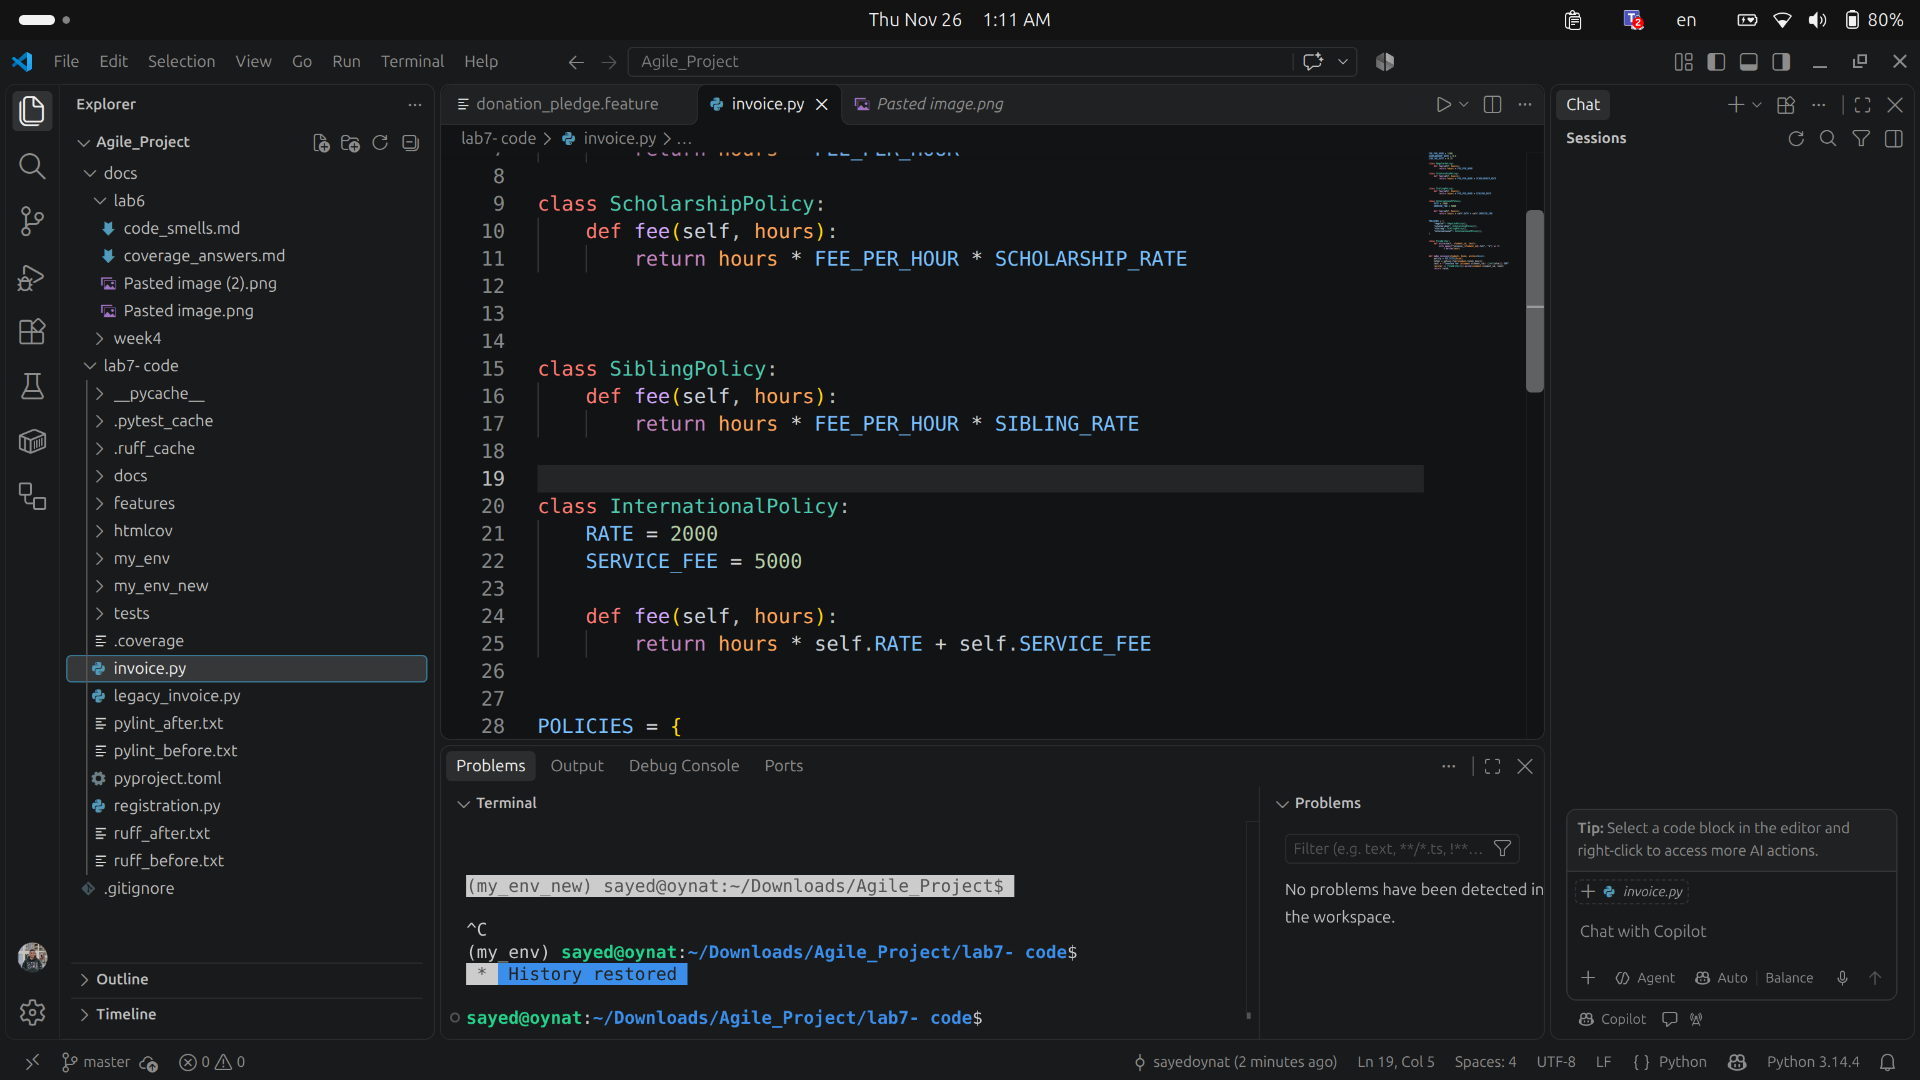 Thu Nov 26 1:11 AM
en
80%
File Edit Selection View Go Run Terminal Help
Agile_Project
Explorer
Agile_Project
docs
lab6
code_smells.md
coverage_answers.md
Pasted image (2).png
Pasted image.png
week4
lab7- code
__pycache__
.pytest_cache
.ruff_cache
docs
features
htmlcov
my_env
my_env_new
tests
.coverage
invoice.py
legacy_invoice.py
pylint_after.txt
pylint_before.txt
pyproject.toml
registration.py
ruff_after.txt
ruff_before.txt
.gitignore
Outline
Timeline
donation_pledge.feature
invoice.py
Pasted image.png
lab7- code > invoice.py > ...
return hours * FEE_PER_HOUR
8
9 class ScholarshipPolicy:
10 def fee(self, hours):
11 return hours * FEE_PER_HOUR * SCHOLARSHIP_RATE
12
13
14
15 class SiblingPolicy:
16 def fee(self, hours):
17 return hours * FEE_PER_HOUR * SIBLING_RATE
18
19
20 class InternationalPolicy:
21 RATE = 2000
22 SERVICE_FEE = 5000
23
24 def fee(self, hours):
25 return hours * self.RATE + self.SERVICE_FEE
26
27
28 POLICIES = {
Problems Output Debug Console Ports
Terminal
(my_env_new) sayed@oynat:~/Downloads/Agile_Project$
^C
(my_env) sayed@oynat:~/Downloads/Agile_Project/lab7- code$
* History restored
sayed@oynat:~/Downloads/Agile_Project/lab7- code$
Problems
Filter (e.g. text, **/*.ts, !**...
No problems have been detected in
the workspace.
Chat
Sessions
Tip: Select a code block in the editor and
right-click to access more AI actions.
invoice.py
Chat with Copilot
Agent Auto Balance
Copilot
master
0 0
sayedoynat (2 minutes ago)
Ln 19, Col 5
Spaces: 4
UTF-8
LF
{ } Python
Python 3.14.4